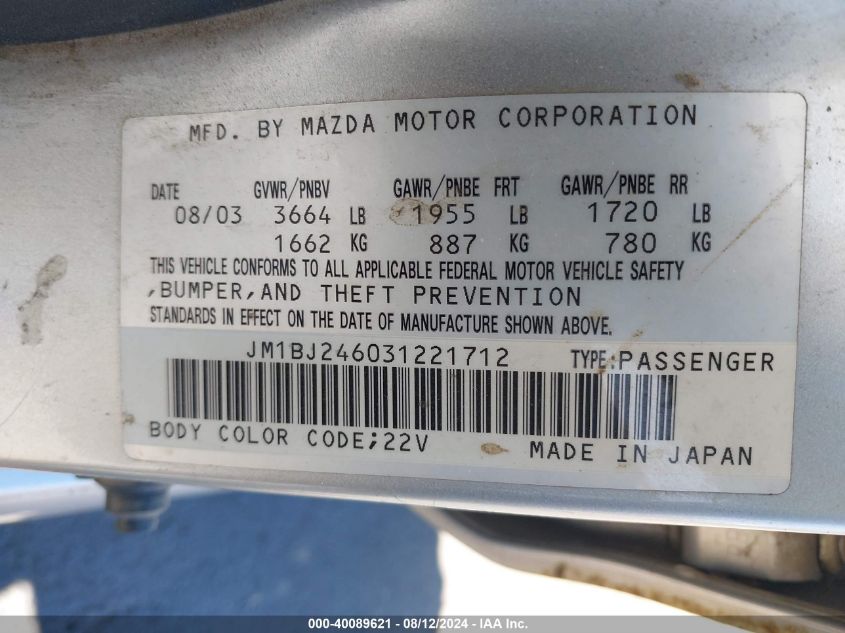 MFD. BY MAZDA MOTOR CORPORATION
DATE GVWR/PNBV GAWR/PNBE FRT GAWR/PNBE RR
08/03 3664 LB 1955 LB 1720 LB
1662 KG 887 KG 780 KG
THIS VEHICLE CONFORMS TO ALL APPLICABLE FEDERAL MOTOR VEHICLE SAFETY
,BUMPER,AND THEFT PREVENTION
STANDARDS IN EFFECT ON THE DATE OF MANUFACTURE SHOWN ABOVE.
JM1BJ246031221712 TYPE:PASSENGER
BODY COLOR CODE;22V MADE IN JAPAN
000-40089621 - 08/12/2024 - IAA Inc.